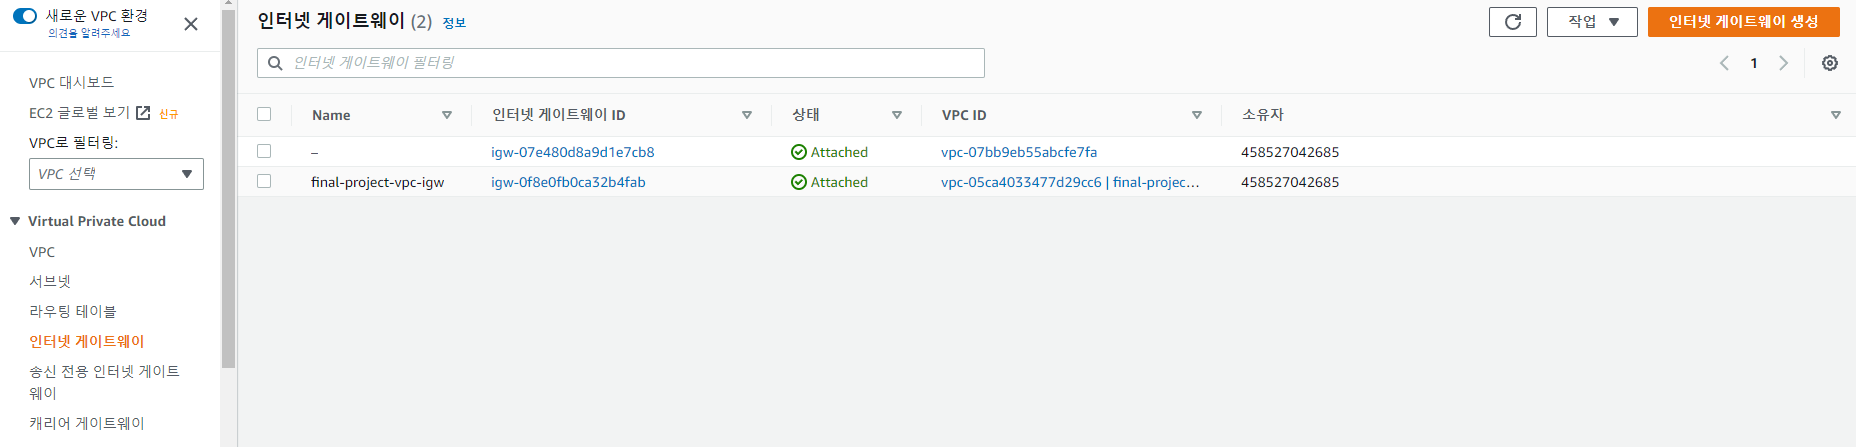 새로운 VPC 환경
의견을 알려주세요
VPC 대시보드
EC2 글로벌 보기 신규
VPC로 필터링:
VPC 선택
Virtual Private Cloud
VPC
서브넷
라우팅 테이블
인터넷 게이트웨이
송신 전용 인터넷 게이트
웨이
캐리어 게이트웨이
인터넷 게이트웨이 (2) 정보
작업
인터넷 게이트웨이 생성
인터넷 게이트웨이 필터링
1
Name 인터넷 게이트웨이 ID 상태 VPC ID 소유자
– igw-07e480d8a9d1e7cb8 Attached vpc-07bb9eb55abcfe7fa 458527042685
final-project-vpc-igw igw-0f8e0fb0ca32b4fab Attached vpc-05ca4033477d29cc6 | final-projec… 458527042685